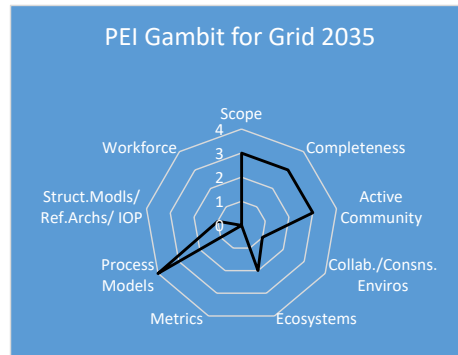 PEI Gambit for Grid 2035
Scope
Completeness
Active
Community
Collab./Consns.
Enviros
Ecosystems
Metrics
Process
Models
Struct.Modls/
Ref.Archs/ IOP
Workforce
4
3
2
1
0